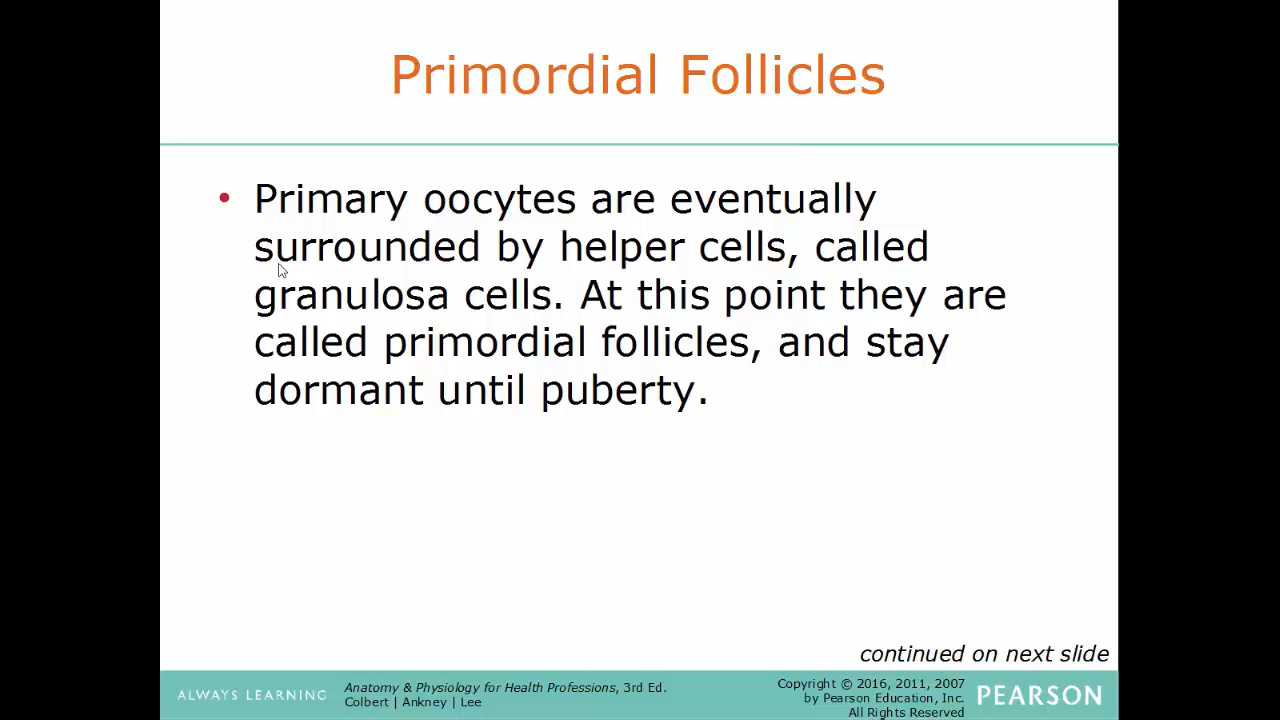 Primordial Follicles
• Primary oocytes are eventually
surrounded by helper cells, called
granulosa cells. At this point they are
called primordial follicles, and stay
dormant until puberty.
continued on next slide
ALWAYS LEARNING
Anatomy & Physiology for Health Professions, 3rd Ed.
Colbert | Ankney | Lee
Copyright © 2016, 2011, 2007
by Pearson Education, Inc.
All Rights Reserved
PEARSON